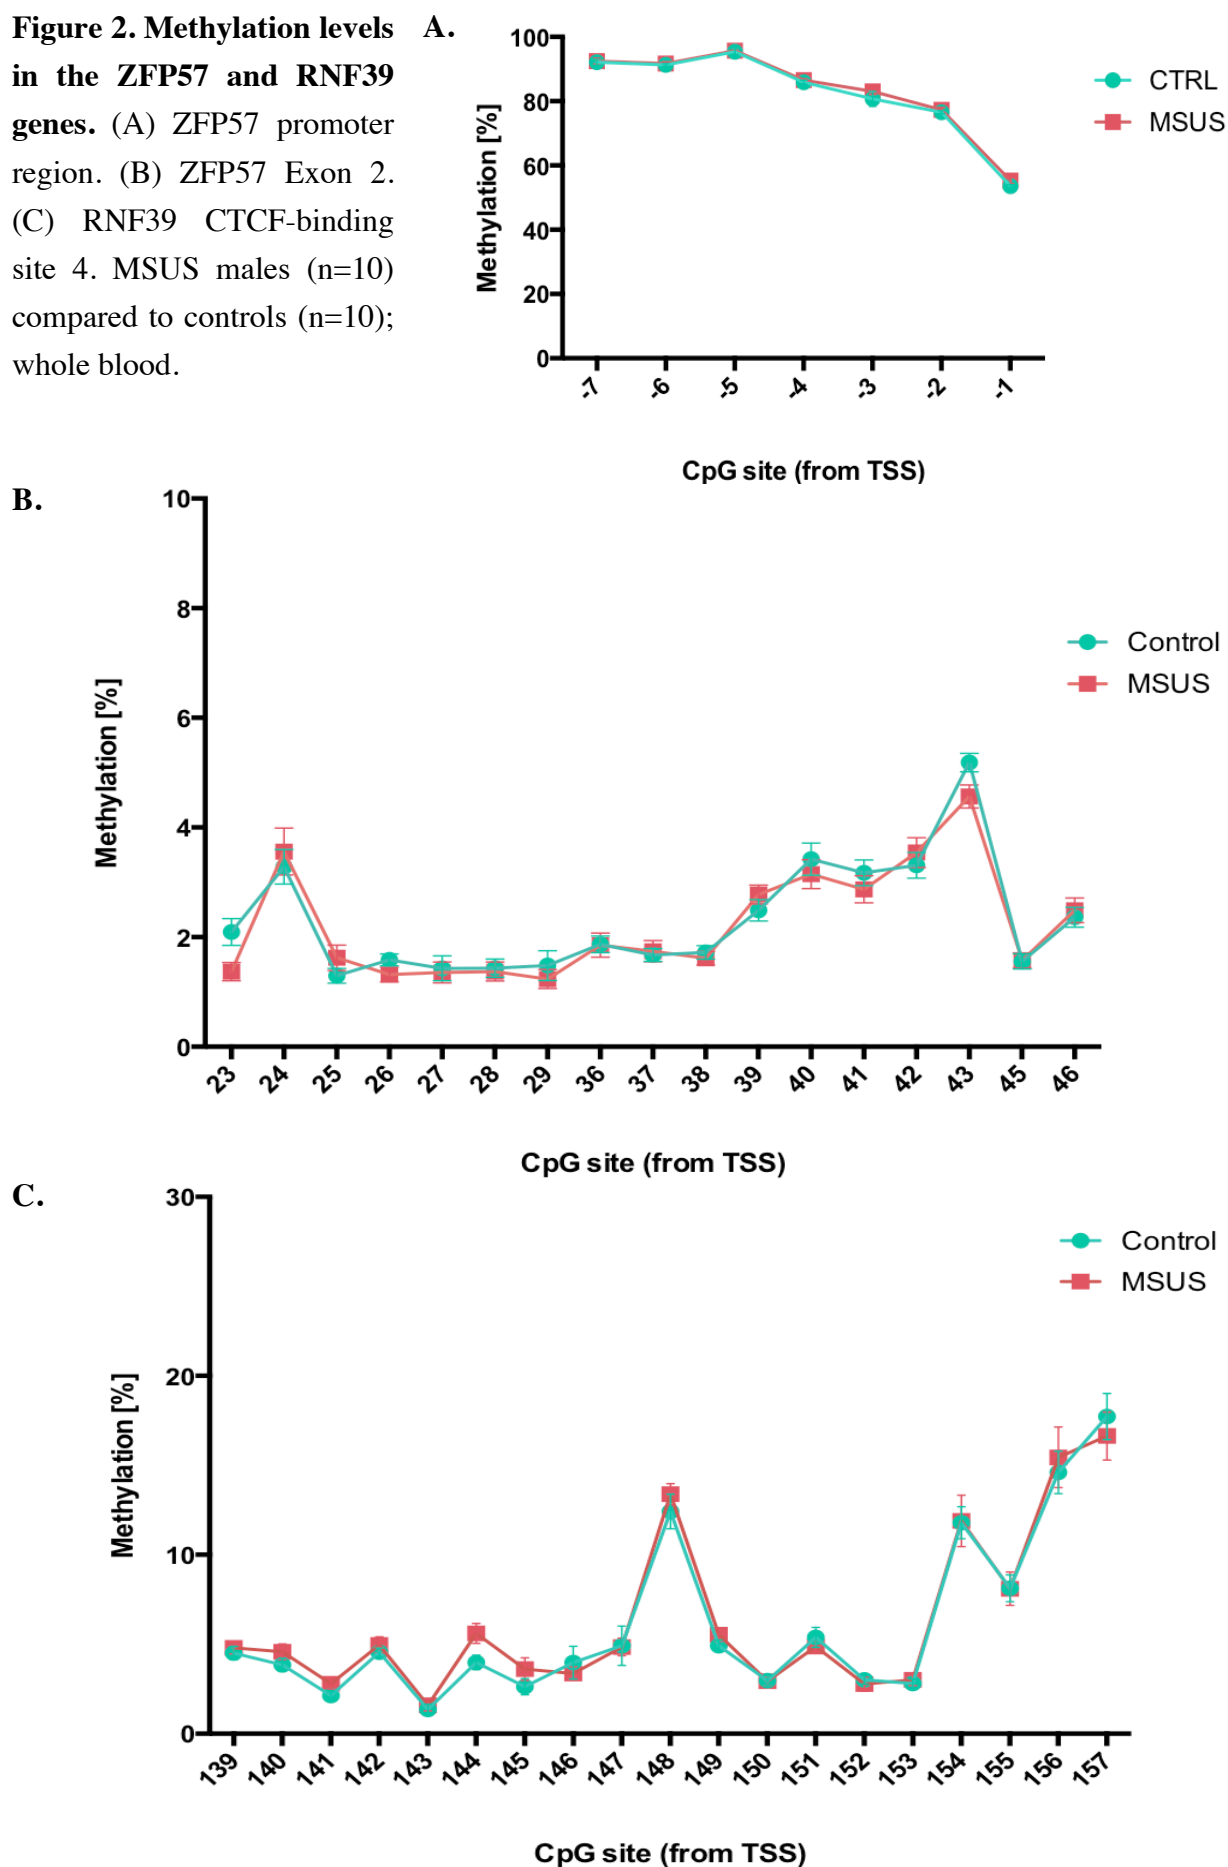 Figure 2. Methylation levels
in the ZFP57 and RNF39
genes. (A) ZFP57 promoter
region. (B) ZFP57 Exon 2.
(C) RNF39 CTCF-binding
site 4. MSUS males (n=10)
compared to controls (n=10);
whole blood.
A.
100
80
60
40
20
0
Methylation [%]
-7 -6 -5 -4 -3 -2 -1
CpG site (from TSS)
CTRL
MSUS
B.
10
8
6
4
2
0
Methylation [%]
23 24 25 26 27 28 29 36 37 38 39 40 41 42 43 45 46
CpG site (from TSS)
Control
MSUS
C.
30
20
10
0
Methylation [%]
139 140 141 142 143 144 145 146 147 148 149 150 151 152 153 154 155 156 157
CpG site (from TSS)
Control
MSUS